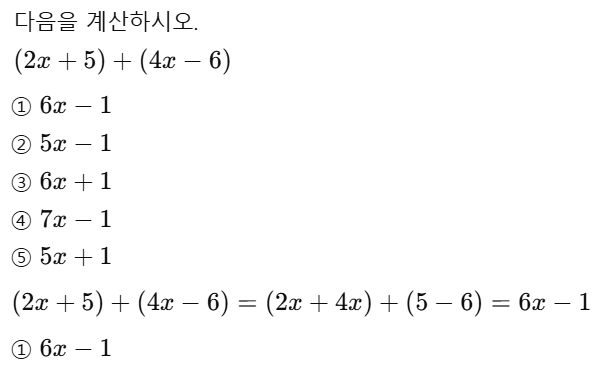 다음을 계산하시오.
(2x + 5) + (4x − 6)
① 6x − 1
② 5x − 1
③ 6x + 1
④ 7x − 1
⑤ 5x + 1
(2x + 5) + (4x − 6) = (2x + 4x) + (5 − 6) = 6x − 1
① 6x − 1